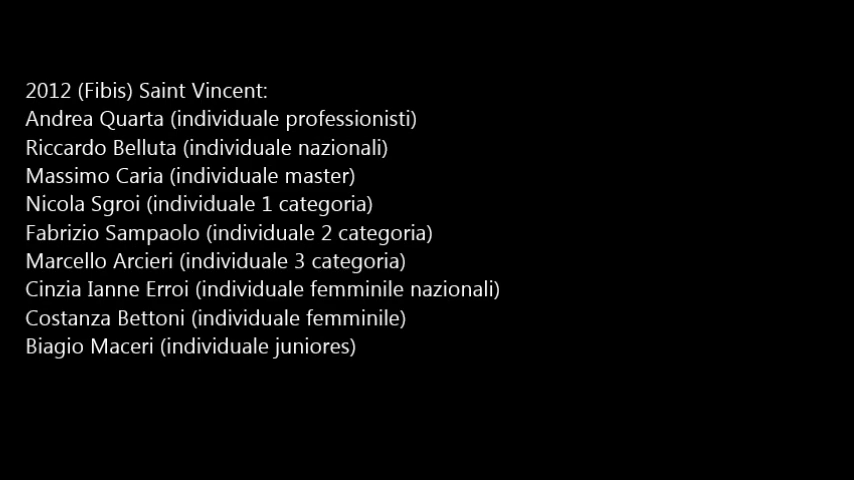 2012 (Fibis) Saint Vincent:
Andrea Quarta (individuale professionisti)
Riccardo Belluta (individuale nazionali)
Massimo Caria (individuale master)
Nicola Sgroi (individuale 1 categoria)
Fabrizio Sampaolo (individuale 2 categoria)
Marcello Arcieri (individuale 3 categoria)
Cinzia Ianne Erroi (individuale femminile nazionali)
Costanza Bettoni (individuale femminile)
Biagio Maceri (individuale juniores)